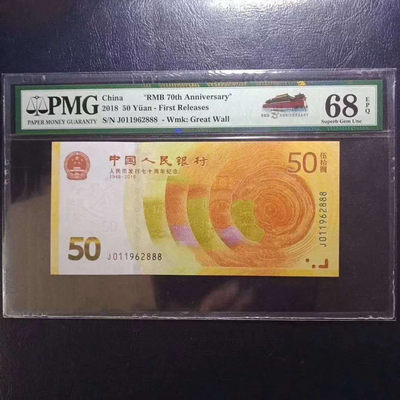 PMG
PAPER MONEY GUARANTY
China "RMB 70th Anniversary"
2018 50 Yüan - First Releases
S/N J011962888 - Wmk: Great Wall
68 EPQ
Superb Gem Unc
中国人民银行
人民币发行七十周年纪念
1948-2018
50 伍拾圆
50
J011962888
J011962888